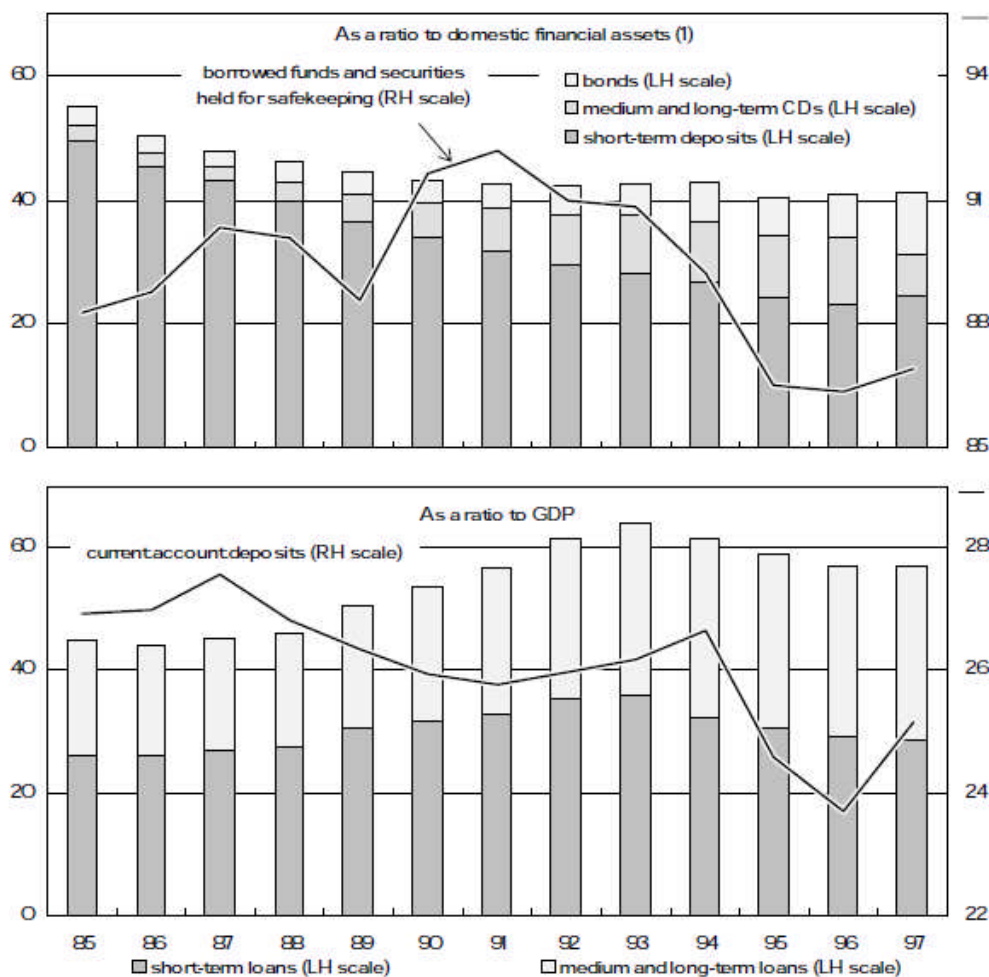 As a ratio to domestic financial assets (1)
60
94
borrowed funds and securities
held for safekeeping (RH scale)
bonds (LH scale)
medium and long-term CDs (LH scale)
short-term deposits (LH scale)
40
91
20
88
0
85
As a ratio to GDP
60
28
current account deposits (RH scale)
40
26
20
24
0
22
85 86 87 88 89 90 91 92 93 94 95 96 97
short-term loans (LH scale) medium and long-term loans (LH scale)